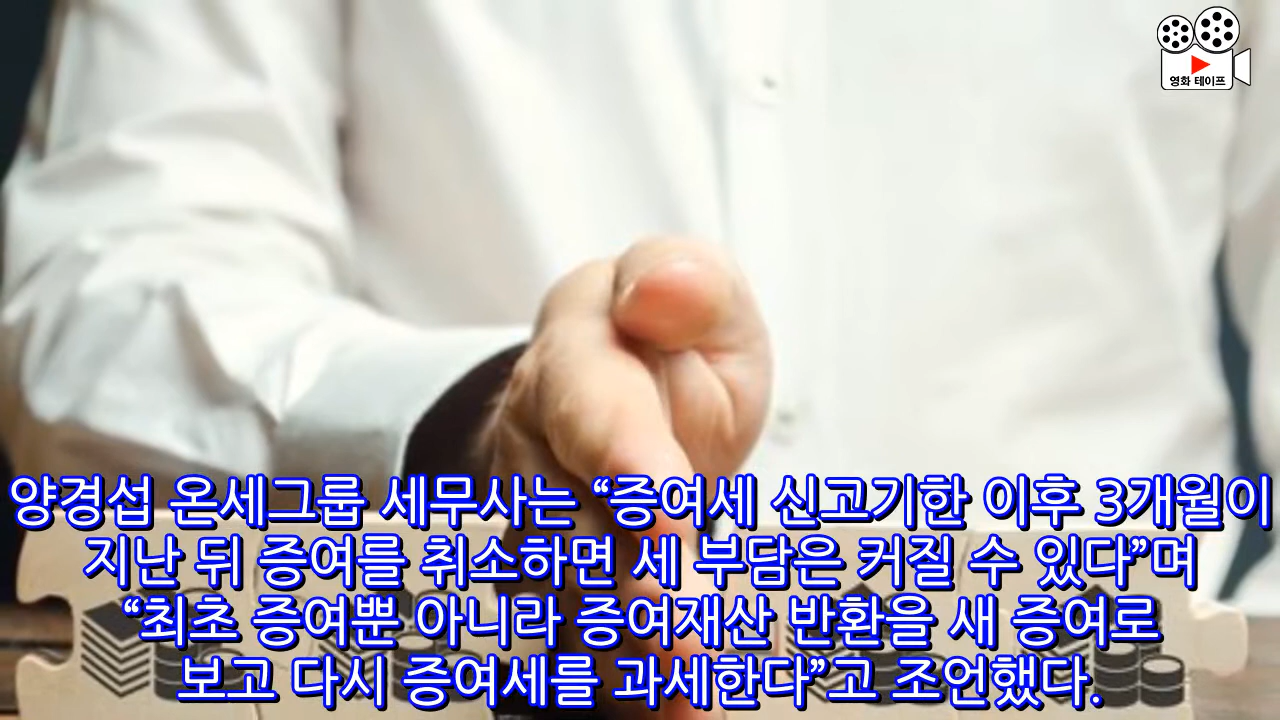 영화 테이프
양경섭 온세그룹 세무사는 “증여세 신고기한 이후 3개월이
지난 뒤 증여를 취소하면 세 부담은 커질 수 있다”며
“최초 증여뿐 아니라 증여재산 반환을 새 증여로
보고 다시 증여세를 과세한다”고 조언했다.